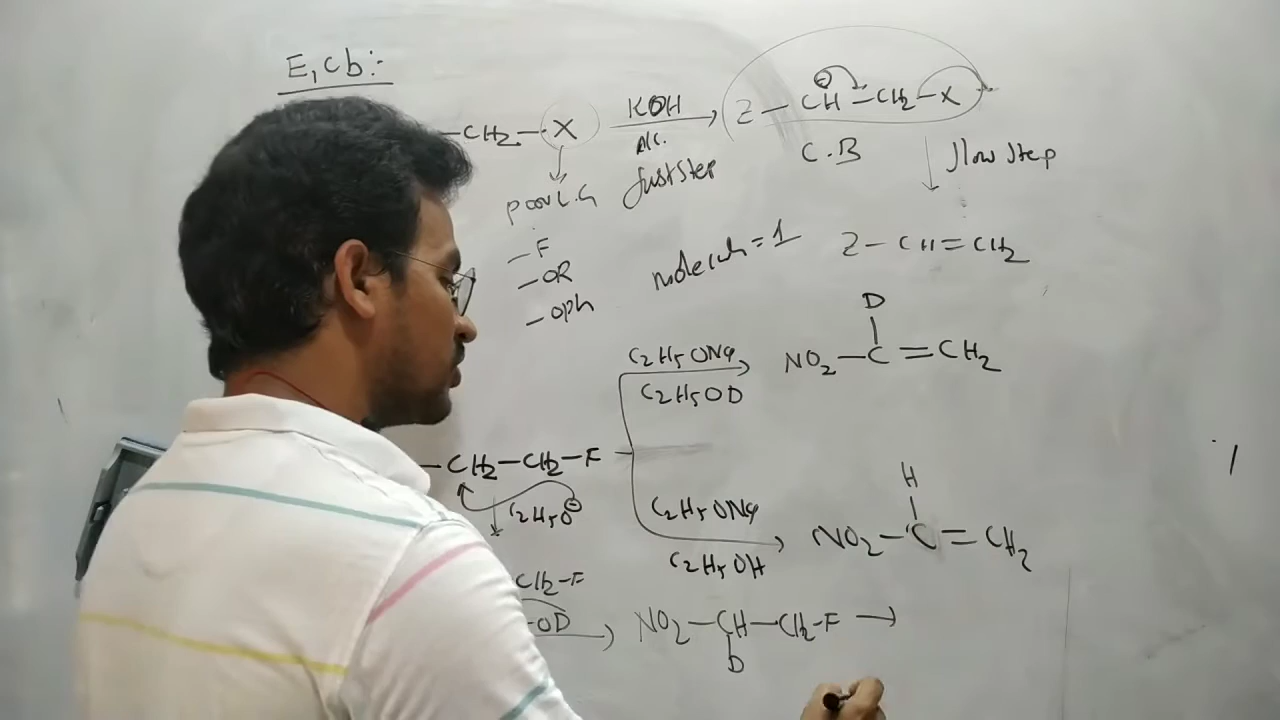 E1cb:-
-CH2-X KOH alc. fast step Z-CH⊖-CH2-X
C.B
slow step
poor L.G
-F
-OR
-oph
molecu = 1
Z-CH=CH2
D
C2H5ONa
C2H5OD
NO2-C=CH2
-CH2-CH2-F
C2H5O⊖
C2H5ONa
C2H5OH
H
NO2-C=CH2
CH2-F
-OD
NO2-CH-CH2-F →
D